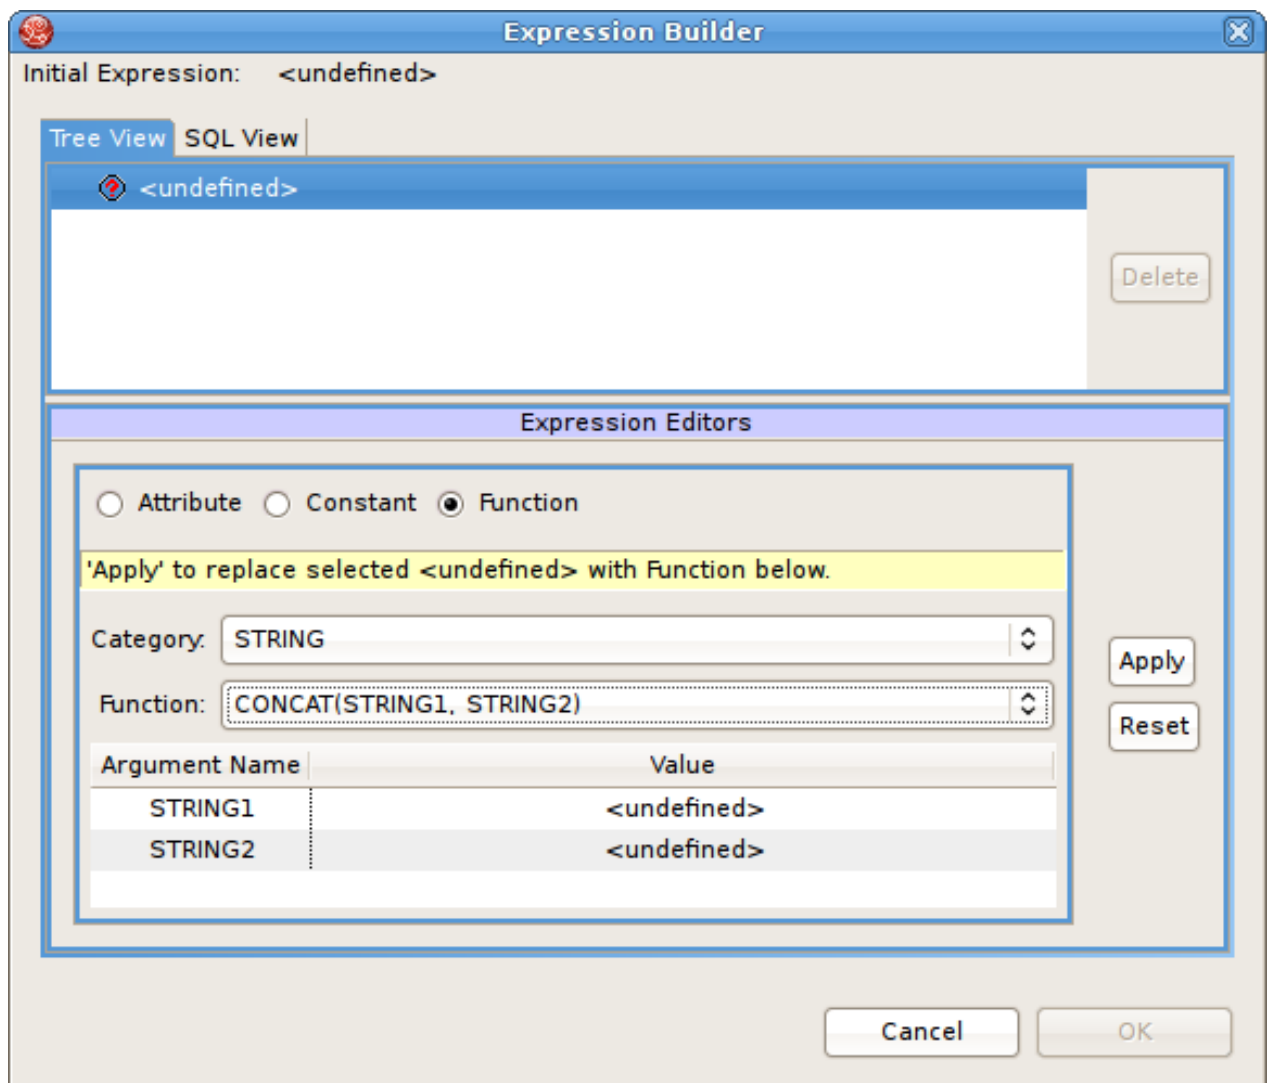 Expression Builder
Initial Expression: <undefined>
Tree View SQL View
<undefined>
Delete
Expression Editors
Attribute Constant Function
'Apply' to replace selected <undefined> with Function below.
Category: STRING
Apply
Function: CONCAT(STRING1, STRING2)
Reset
Argument Name Value
STRING1 <undefined>
STRING2 <undefined>
Cancel OK